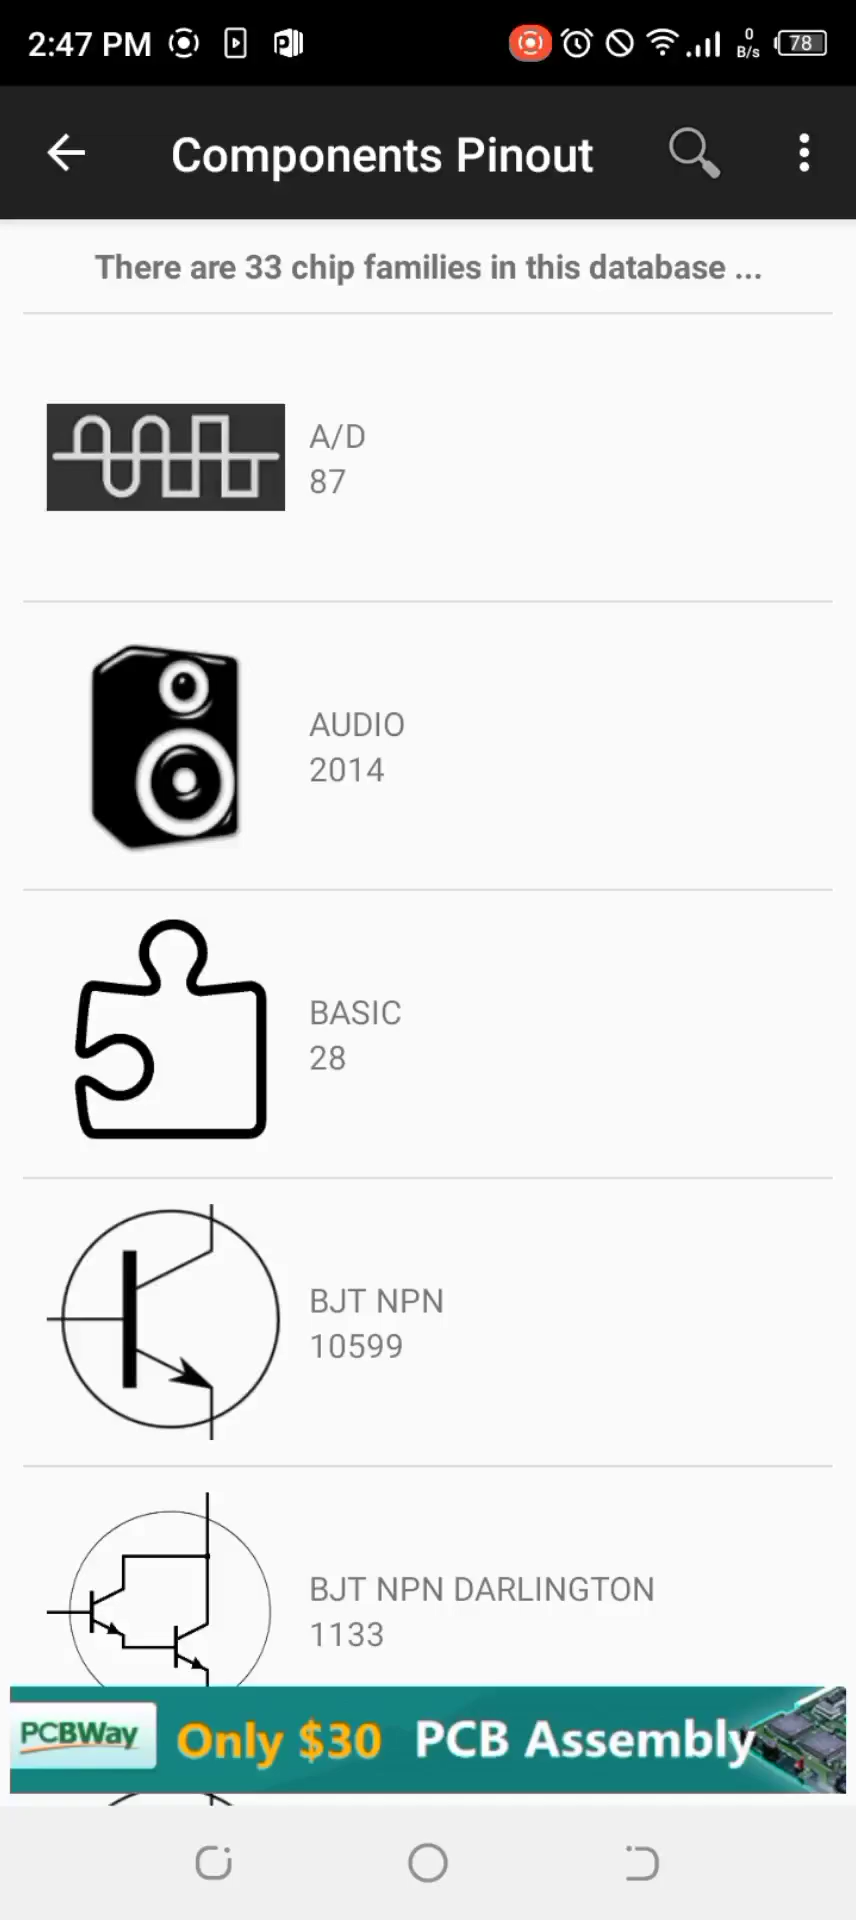 2:47 PM
0
B/s
78
Components Pinout
There are 33 chip families in this database ...
A/D
87
AUDIO
2014
BASIC
28
BJT NPN
10599
BJT NPN DARLINGTON
1133
PCBWay Only $30 PCB Assembly